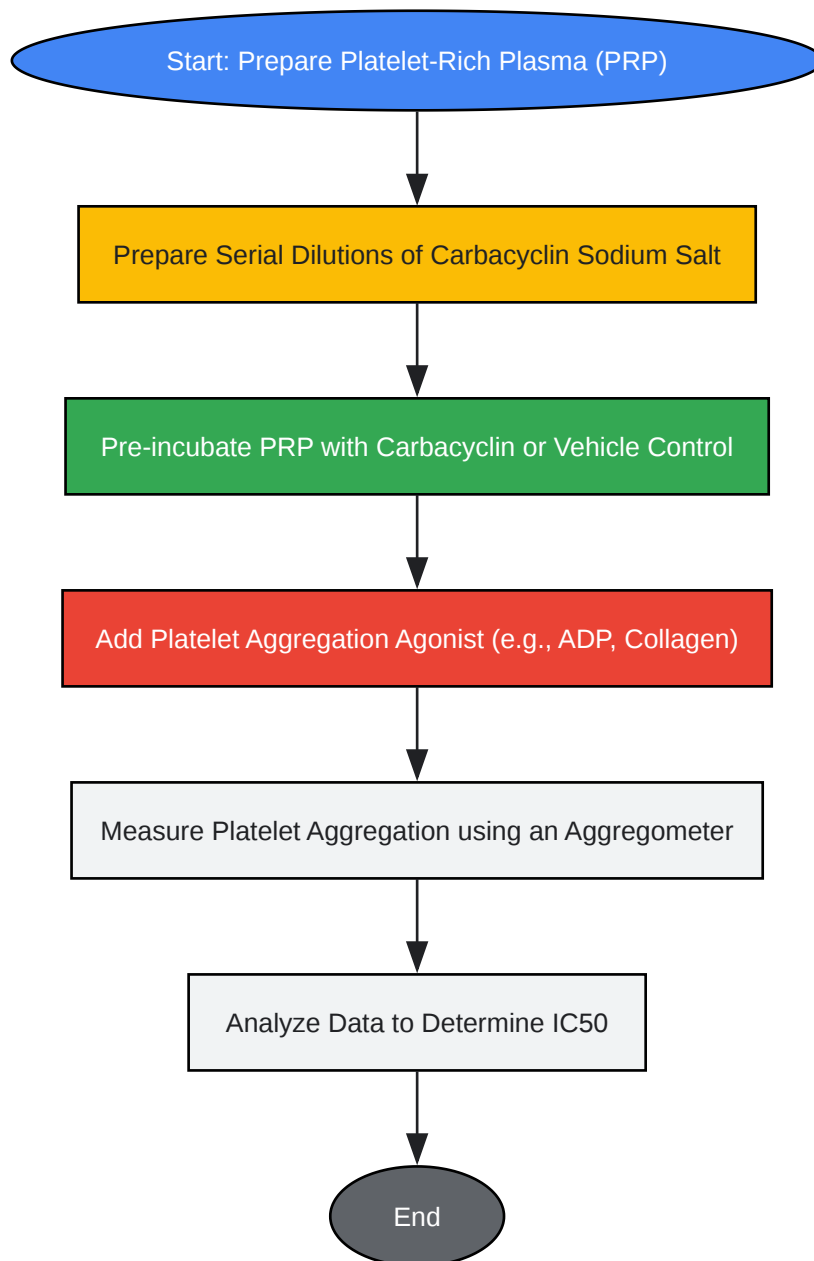 Start: Prepare Platelet-Rich Plasma (PRP)
Prepare Serial Dilutions of Carbacyclin Sodium Salt
Pre-incubate PRP with Carbacyclin or Vehicle Control
Add Platelet Aggregation Agonist (e.g., ADP, Collagen)
Measure Platelet Aggregation using an Aggregometer
Analyze Data to Determine IC50
End